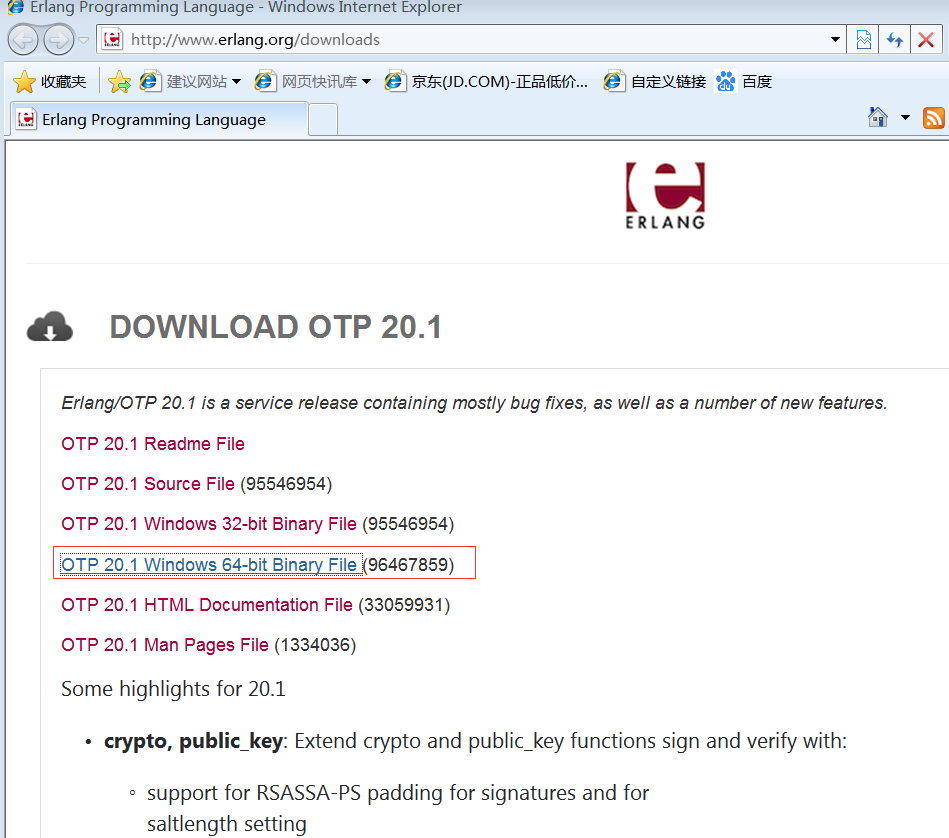 Erlang Programming Language - Windows Internet Explorer
http://www.erlang.org/downloads
收藏夹 建议网站 网页快讯库 京东(JD.COM)-正品低价... 自定义链接 百度
Erlang Programming Language
ERLANG
DOWNLOAD OTP 20.1
Erlang/OTP 20.1 is a service release containing mostly bug fixes, as well as a number of new features.
OTP 20.1 Readme File
OTP 20.1 Source File (95546954)
OTP 20.1 Windows 32-bit Binary File (95546954)
OTP 20.1 Windows 64-bit Binary File (96467859)
OTP 20.1 HTML Documentation File (33059931)
OTP 20.1 Man Pages File (1334036)
Some highlights for 20.1
• crypto, public_key: Extend crypto and public_key functions sign and verify with:
◦ support for RSASSA-PS padding for signatures and for
saltlength setting